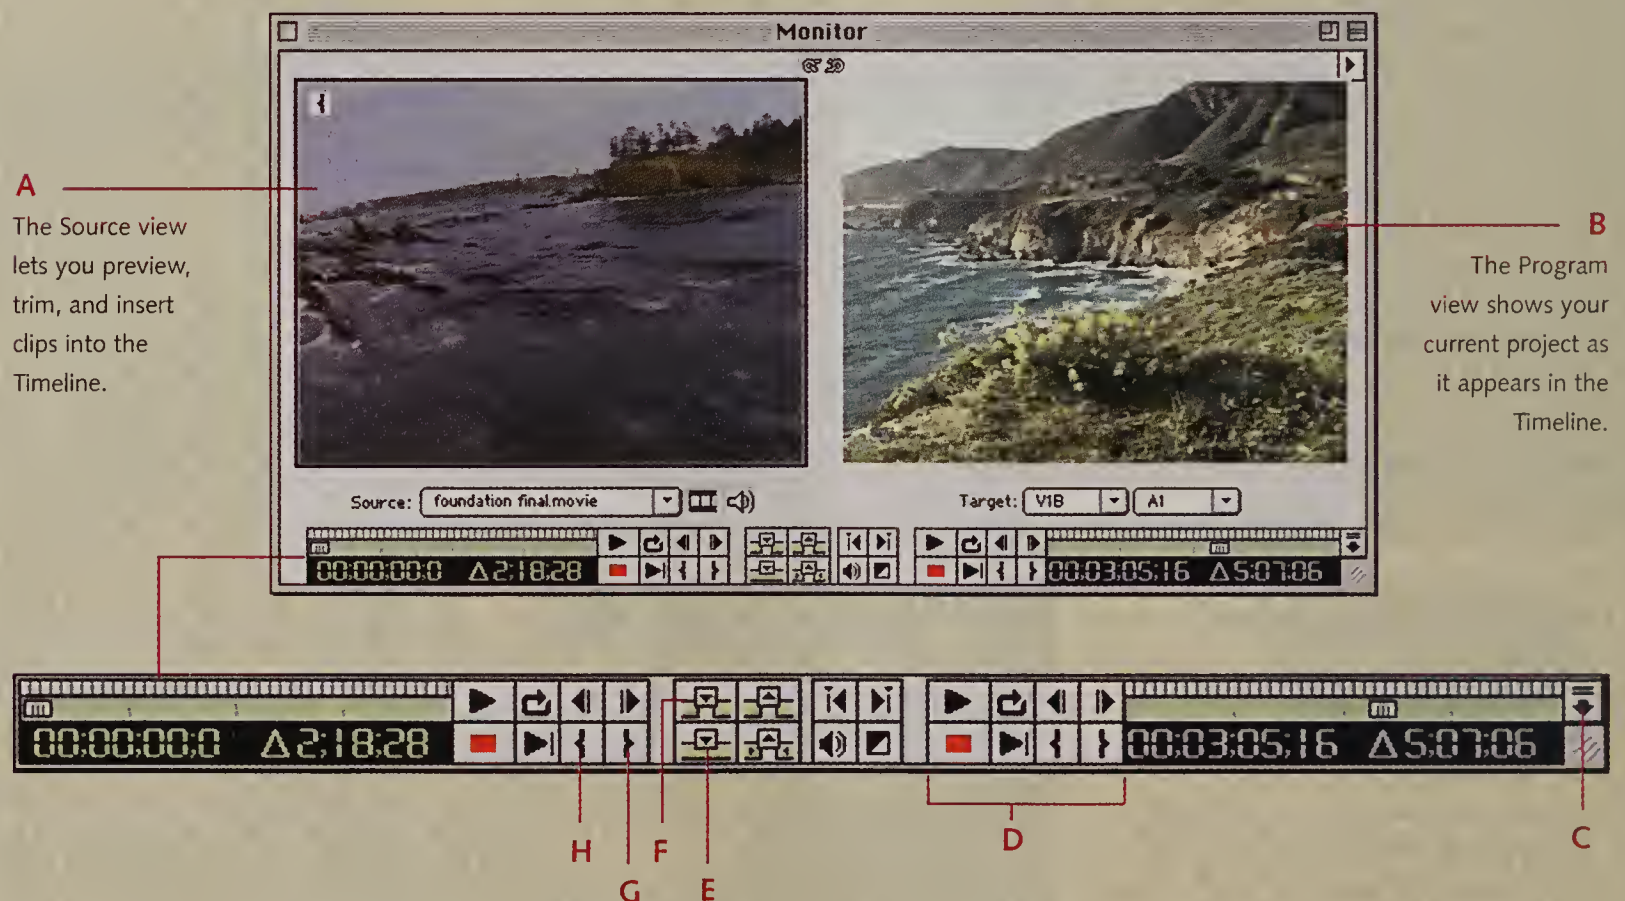 Monitor
A
The Source view
lets you preview,
trim, and insert
clips into the
Timeline.
B
The Program
view shows your
current project as
it appears in the
Timeline.
Source: foundation final.movie
Target: V1B A1
00;00;00;0 Δ2;18;28
00;03;05;16 Δ5;07;06
00;00;00;0 Δ2;18;28
00;03;05;16 Δ5;07;06
H
G
F
E
D
C